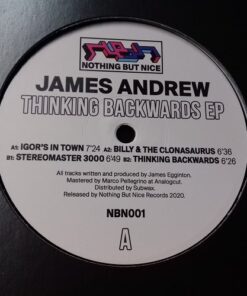 NOTHING BUT NICE
JAMES ANDREW
THINKING BACKWARDS EP
A1: IGOR'S IN TOWN 7'24 A2: BILLY & THE CLONASAURUS 6'36
B1: STEREOMASTER 3000 6'49 B2: THINKING BACKWARDS 6'26
All tracks written and produced by James Egginton.
Mastered by Marco Pellegrino at Analogcut.
Distributed by Subwax.
Released by Nothing But Nice Records 2020.
NBN001
A